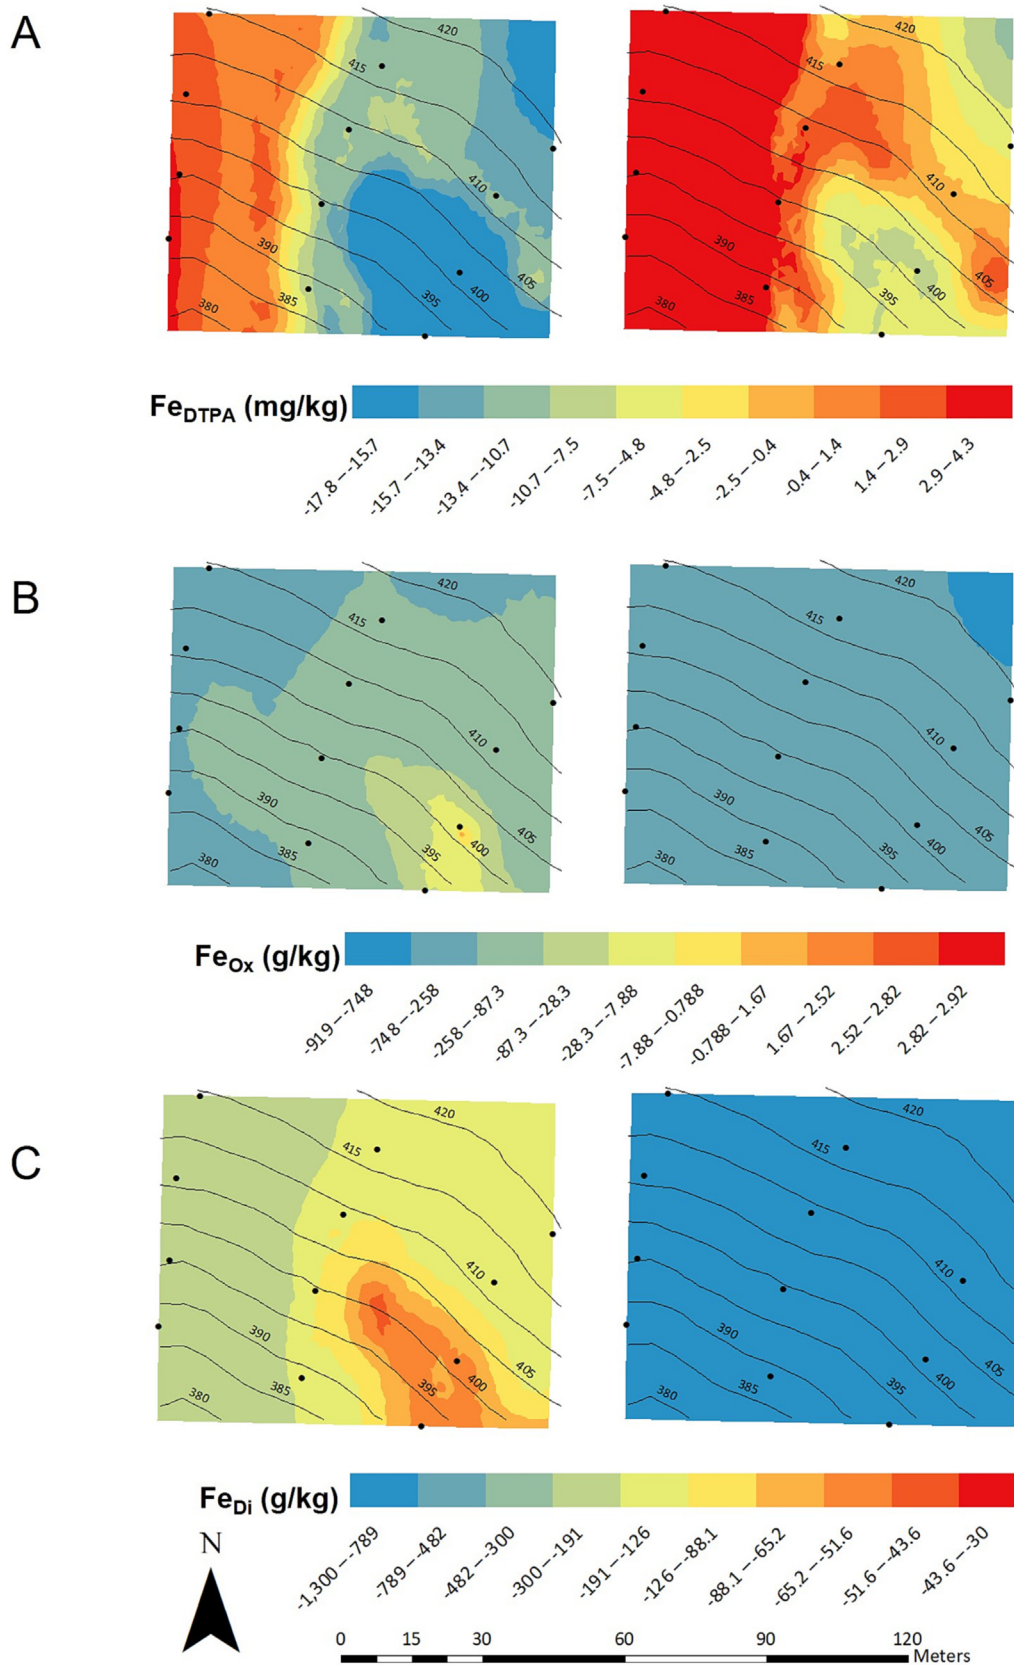 A
420
415
410
405
400
395
390
385
380
420
415
410
405
400
395
390
385
380
Fe_DTPA (mg/kg)
-17.8 – -15.7
-15.7 – -13.4
-13.4 – -10.7
-10.7 – -7.5
-7.5 – -4.8
-4.8 – -2.5
-2.5 – -0.4
-0.4 – 1.4
1.4 – 2.9
2.9 – 4.3
B
420
415
410
405
400
395
390
385
380
420
415
410
405
400
395
390
385
380
Fe_Ox (g/kg)
-919 – -748
-748 – -258
-258 – -87.3
-87.3 – -28.3
-28.3 – -7.88
-7.88 – -0.788
-0.788 – 1.67
1.67 – 2.52
2.52 – 2.82
2.82 – 2.92
C
420
415
410
405
400
395
390
385
380
420
415
410
405
400
395
390
385
380
Fe_Di (g/kg)
-1,300 – -789
-789 – -482
-482 – -300
-300 – -191
-191 – -126
-126 – -88.1
-88.1 – -65.2
-65.2 – -51.6
-51.6 – -43.6
-43.6 – -30
N
0 15 30 60 90 120
Meters